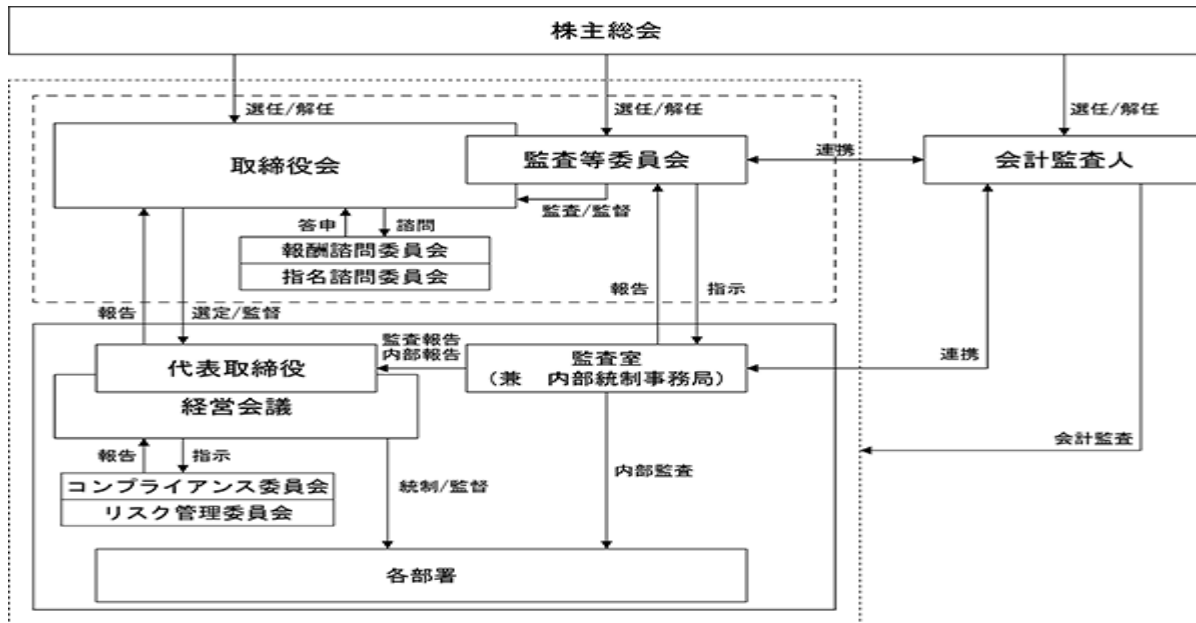 株主総会
選任/解任
選任/解任
選任/解任
取締役会
監査等委員会
連携
会計監査人
監査/監督
答申
諮問
報酬諮問委員会
指名諮問委員会
報告
指示
報告
選定/監督
監査報告
内部報告
代表取締役
監査室
（兼　内部統制事務局）
連携
経営会議
会計監査
報告
指示
内部監査
コンプライアンス委員会
統制/監督
リスク管理委員会
各部署